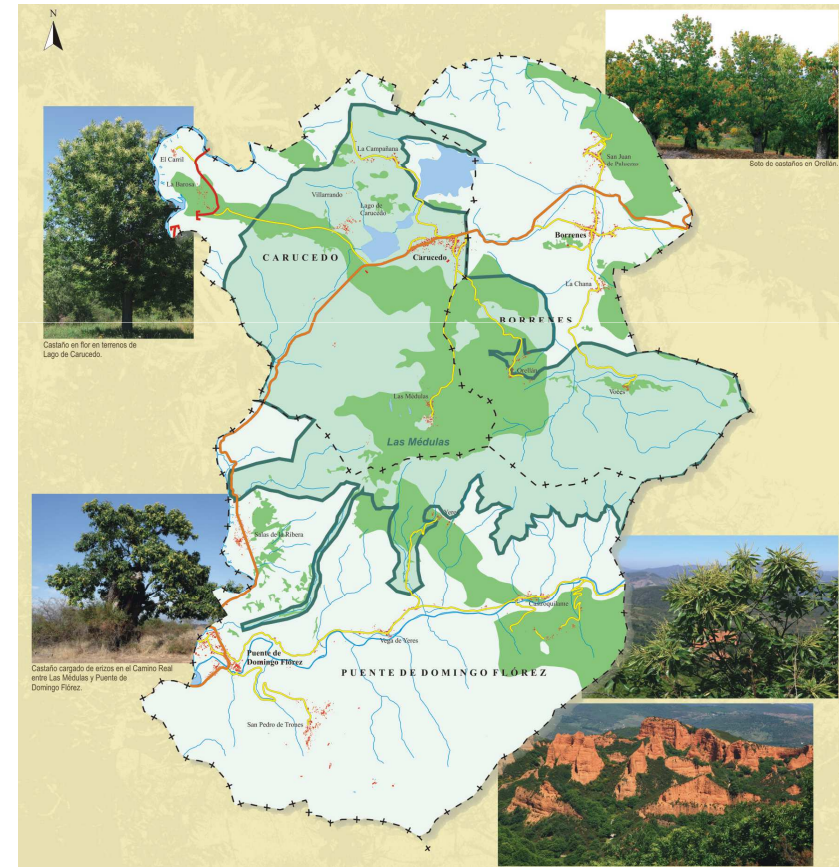 N
Soto de castaños en Orellán.
La Campañana
El Carril
San Juan
de Paluezas
La Barosa
Villarrando
Lago de
Carucedo
Borrenes
CARUCEDO
Carucedo
La Chana
BORRENES
Castaño en flor en terrenos de
Lago de Carucedo.
Orellán
Voces
Las Médulas
Las Médulas
Yeres
Salas de la Ribera
Castroquilame
Vega de Yeres
Puente de
Domingo Flórez
Castaño cargado de erizos en el Camino Real
entre Las Médulas y Puente de
Domingo Flórez.
PUENTE DE DOMINGO FLÓREZ
San Pedro de Trones